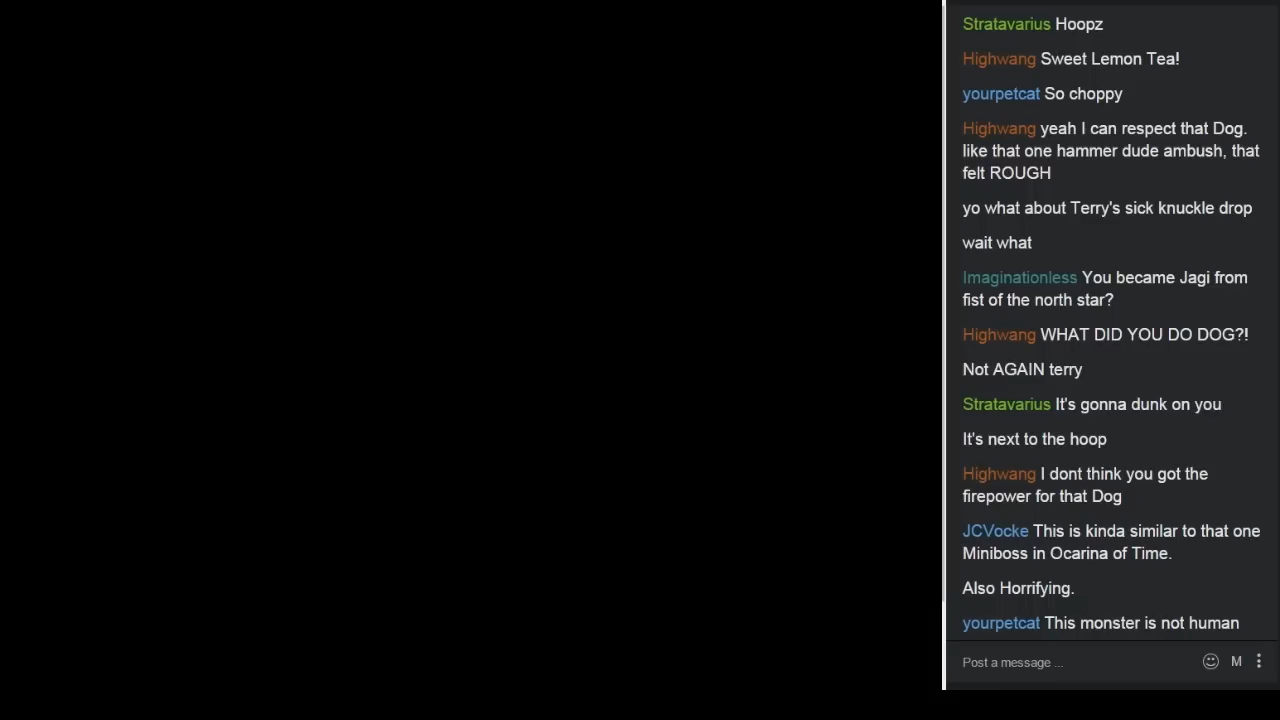 Stratavarius Hoopz
Highwang Sweet Lemon Tea!
yourpetcat So choppy
Highwang yeah I can respect that Dog.
like that one hammer dude ambush, that
felt ROUGH
yo what about Terry's sick knuckle drop
wait what
Imaginationless You became Jagi from
fist of the north star?
Highwang WHAT DID YOU DO DOG?!
Not AGAIN terry
Stratavarius It's gonna dunk on you
It's next to the hoop
Highwang I dont think you got the
firepower for that Dog
JCVocke This is kinda similar to that one
Miniboss in Ocarina of Time.
Also Horrifying.
yourpetcat This monster is not human
Post a message ... M